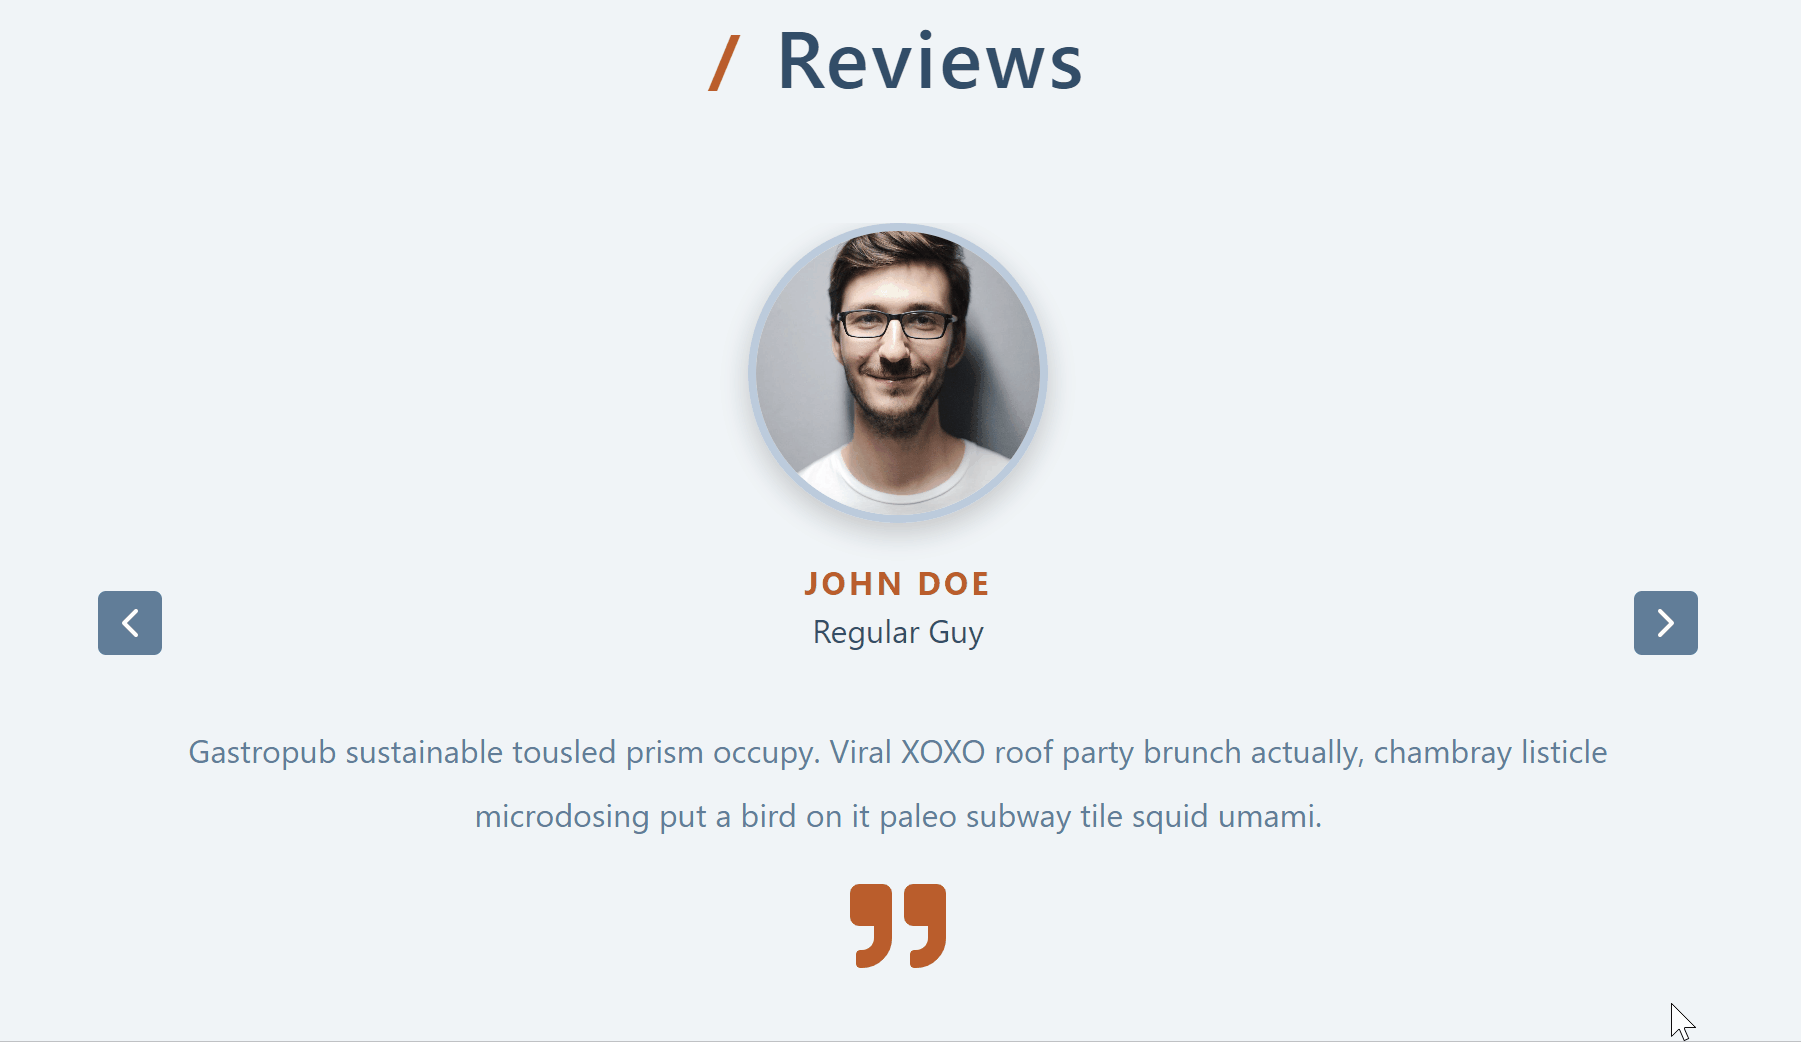 / Reviews
JOHN DOE
Regular Guy
Gastropub sustainable tousled prism occupy. Viral XOXO roof party brunch actually, chambray listicle
microdosing put a bird on it paleo subway tile squid umami.
”